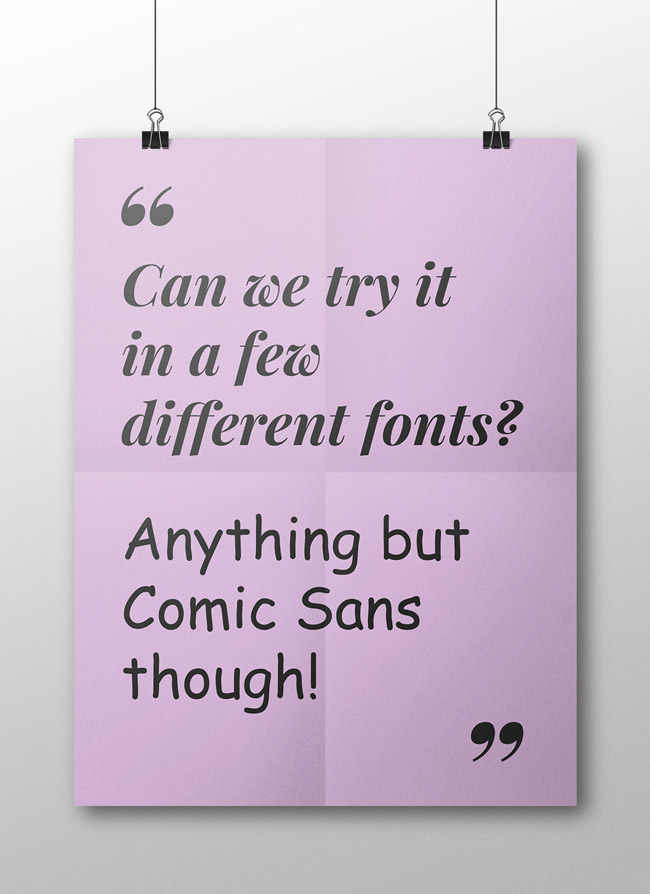 “
Can we try it
in a few
different fonts?
Anything but
Comic Sans
though!
”